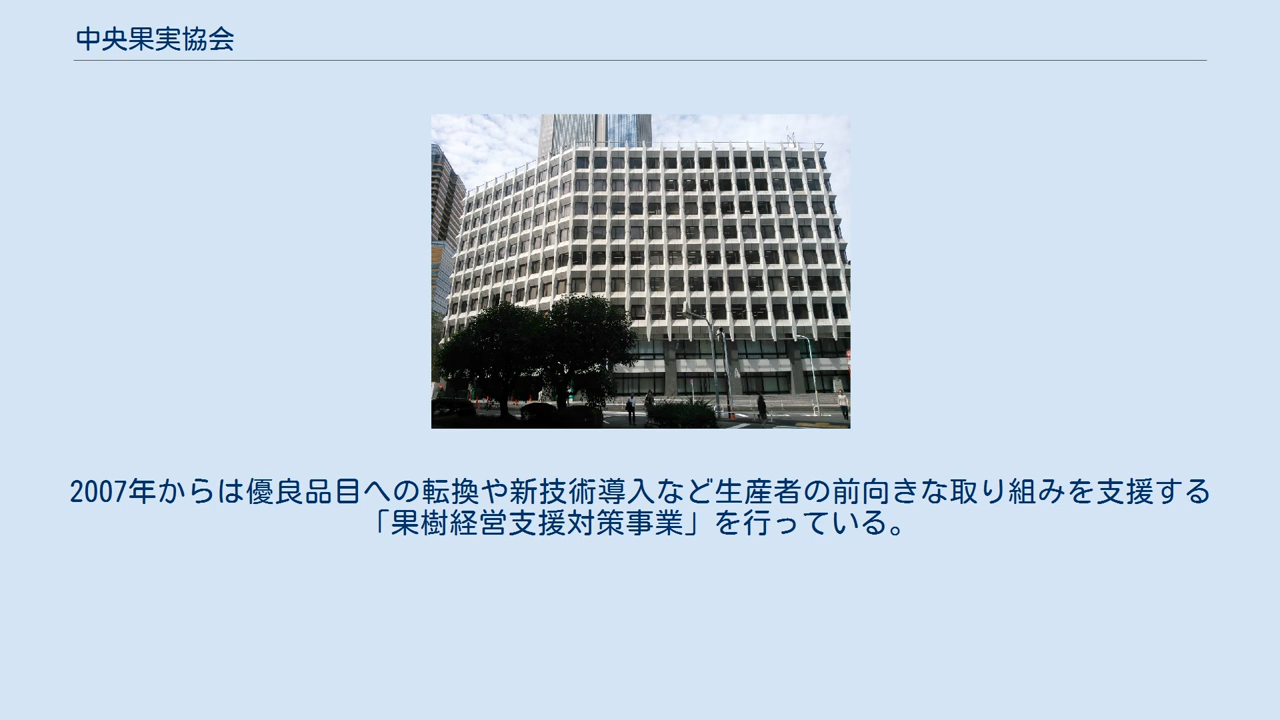 中央果実協会
2007年からは優良品目への転換や新技術導入など生産者の前向きな取り組みを支援する
「果樹経営支援対策事業」を行っている。